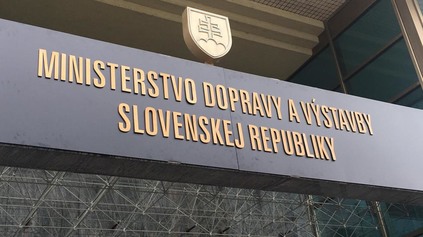 MINISTERSTVO DOPRAVY A VÝSTAVBY
SLOVENSKEJ REPUBLIKY